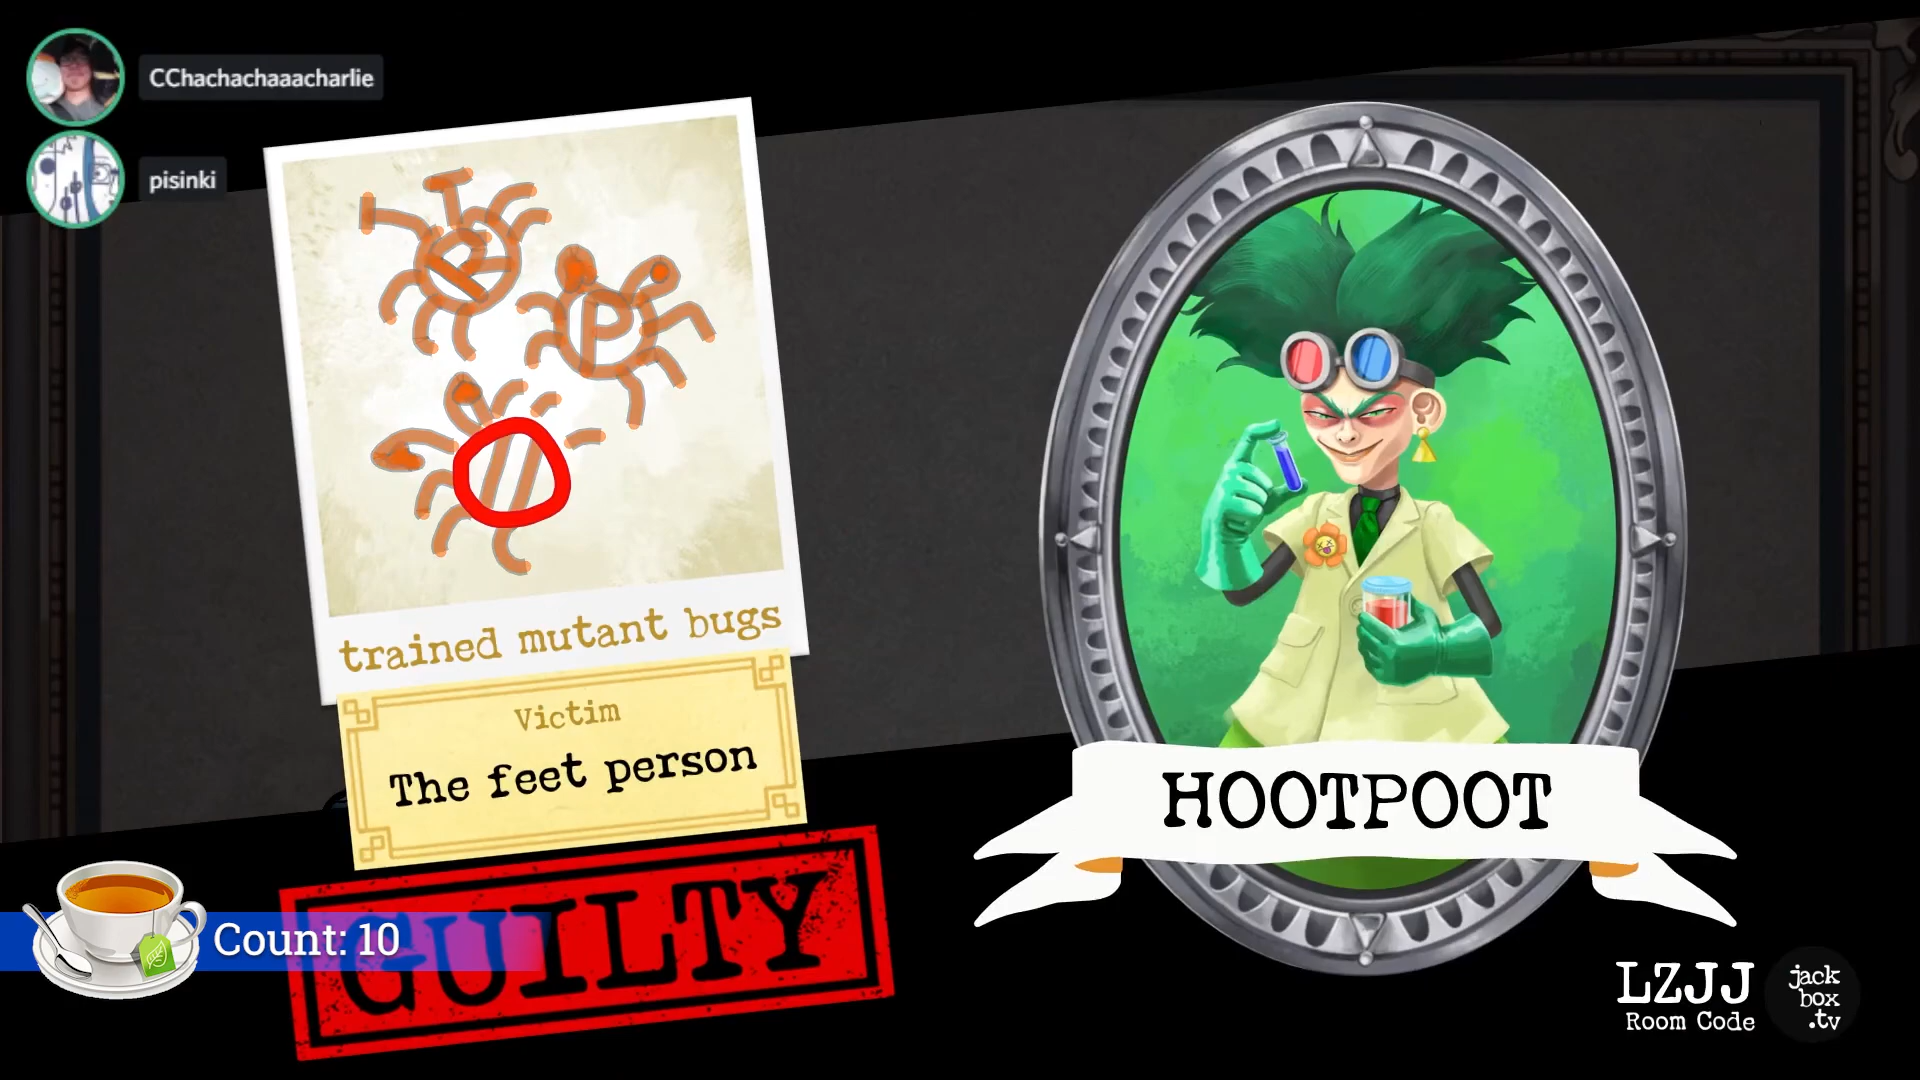 CChachachaaacharlie
pisinki
R
P
trained mutant bugs
Victim
The feet person
GUILTY
HOOTPOOT
Count: 10
LZJJ
Room Code
jack
box
.tv